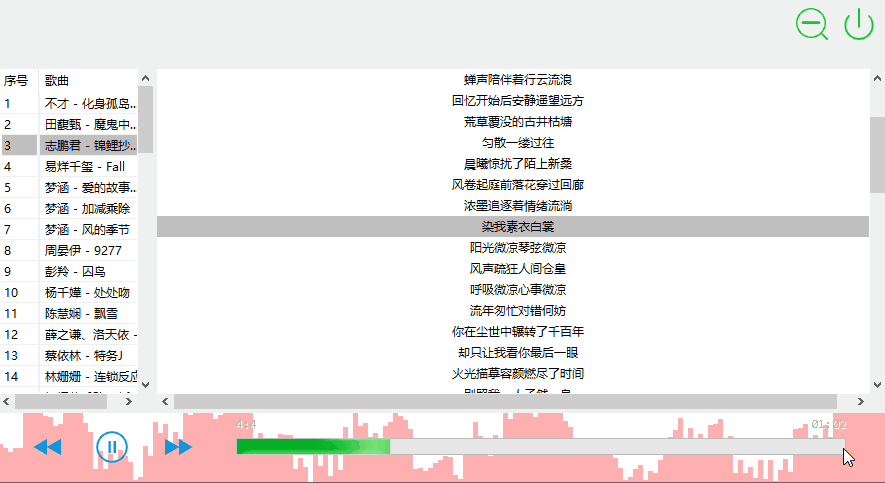 序号 歌曲
1 不才 - 化身孤岛...
2 田馥甄 - 魔鬼中...
3 志鹏君 - 锦鲤抄...
4 易烊千玺 - Fall
5 梦涵 - 爱的故事...
6 梦涵 - 加减乘除
7 梦涵 - 风的季节
8 周晏伊 - 9277
9 彭羚 - 囚鸟
10 杨千嬅 - 处处吻
11 陈慧娴 - 飘雪
12 薛之谦、洛天依 -
13 蔡依林 - 特务J
14 林姗姗 - 连锁反应
蝉声陪伴着行云流浪
回忆开始后安静遥望远方
荒草覆没的古井枯塘
匀散一缕过往
晨曦惊扰了陌上新桑
风卷起庭前落花穿过回廊
浓墨追逐着情绪流淌
染我素衣白裳
阳光微凉琴弦微凉
风声疏狂人间仓皇
呼吸微凉心事微凉
流年匆忙对错何妨
你在尘世中辗转了千百年
却只让我看你最后一眼
火光描摹容颜燃尽了时间
4:4
01:02